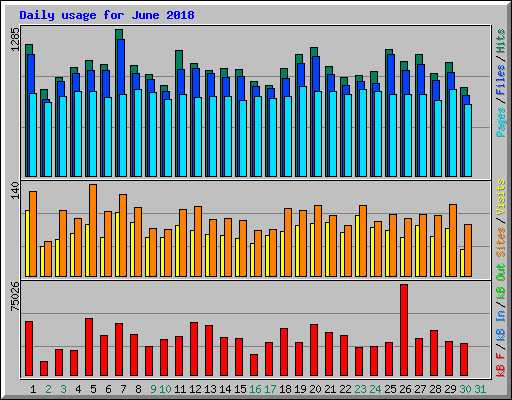 Daily usage for June 2018
1285
Pages / Files / Hits
140
Sites / Visits
75026
kB F / kB In / kB Out
1 2 3 4 5 6 7 8 9 10 11 12 13 14 15 16 17 18 19 20 21 22 23 24 25 26 27 28 29 30 31